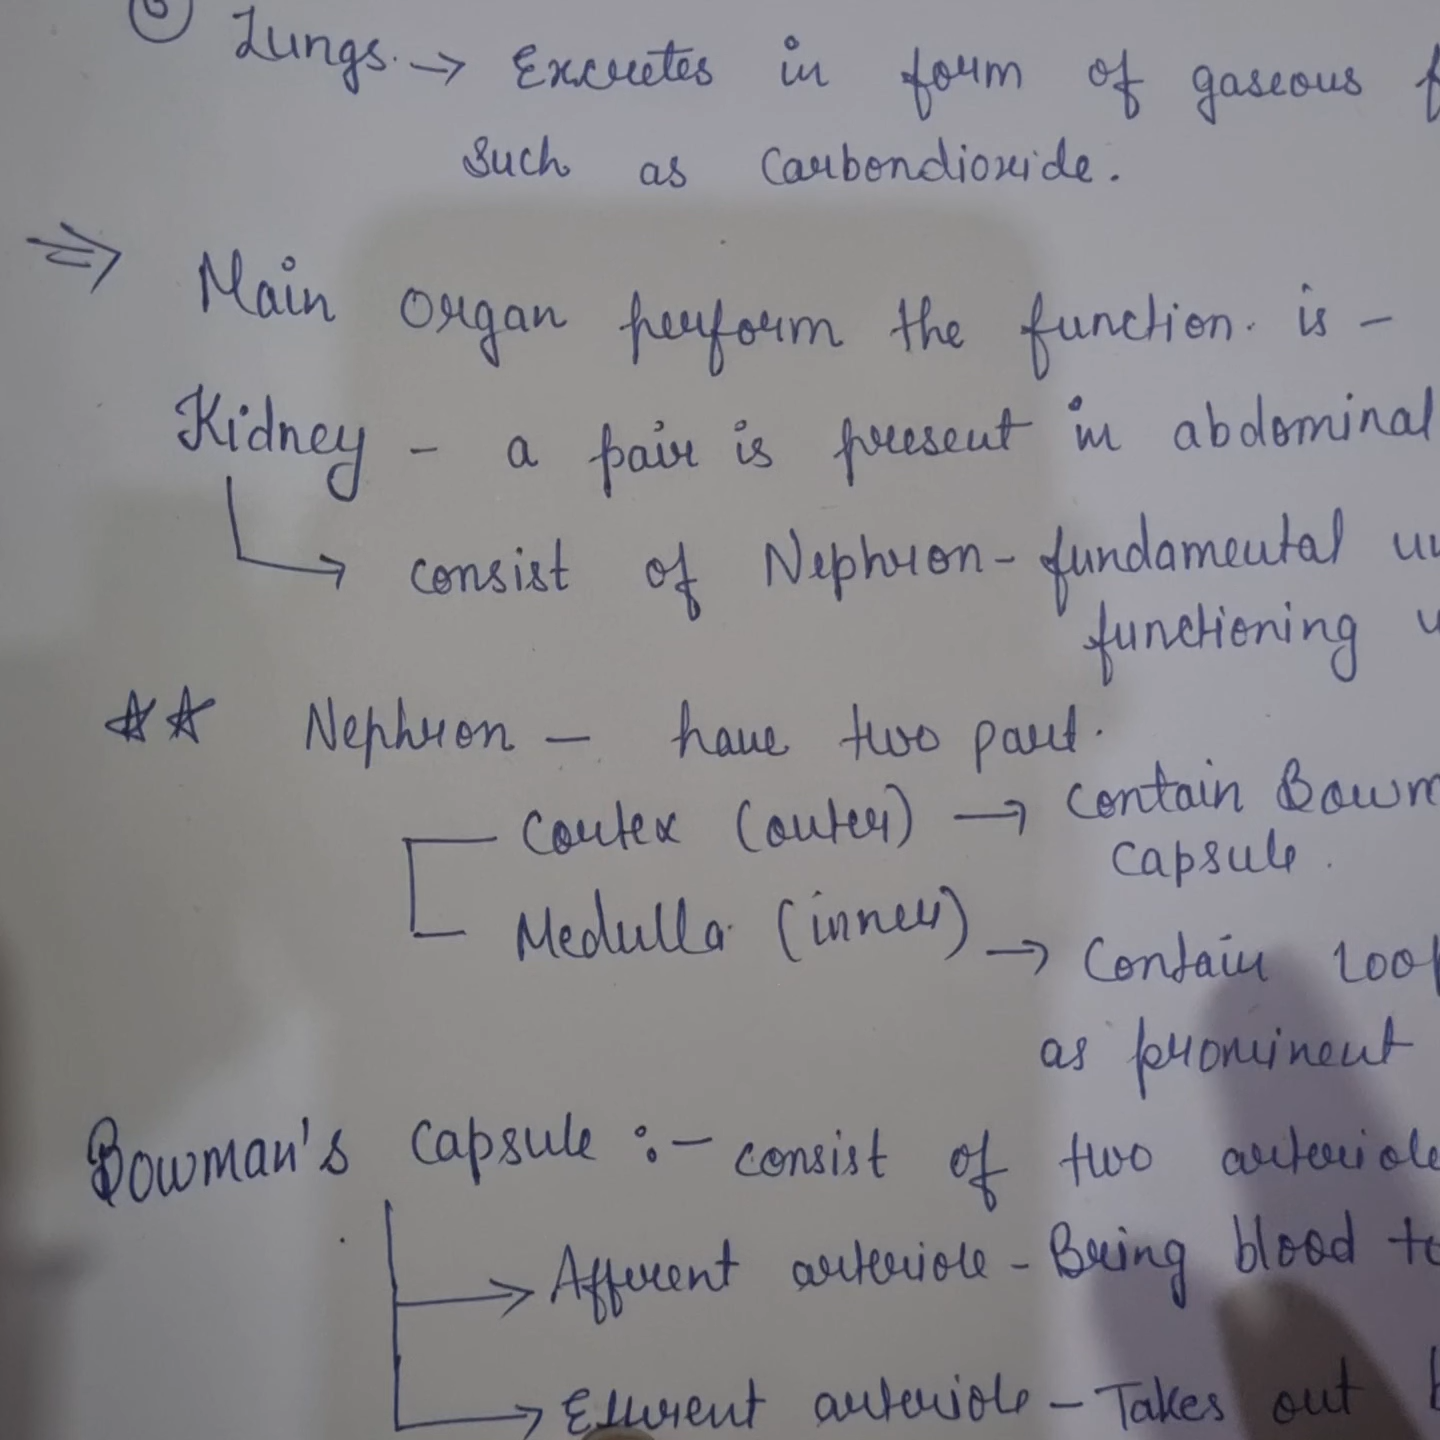 Lungs. → Excretes in form of gaseous
such as Carbondioxide.
⇒ Main organ perform the function. is -
Kidney - a pair is present in abdominal
→ consist of Nephron - fundamental
functioning
** Nephron - have two part.
Cortex (outer) → Contain
capsule.
Medulla (inner) → Contain
as prominent
Bowman's capsule :- consist of two
→ Afferent arteriole - Bring blood
→ Efferent arteriole - Takes out